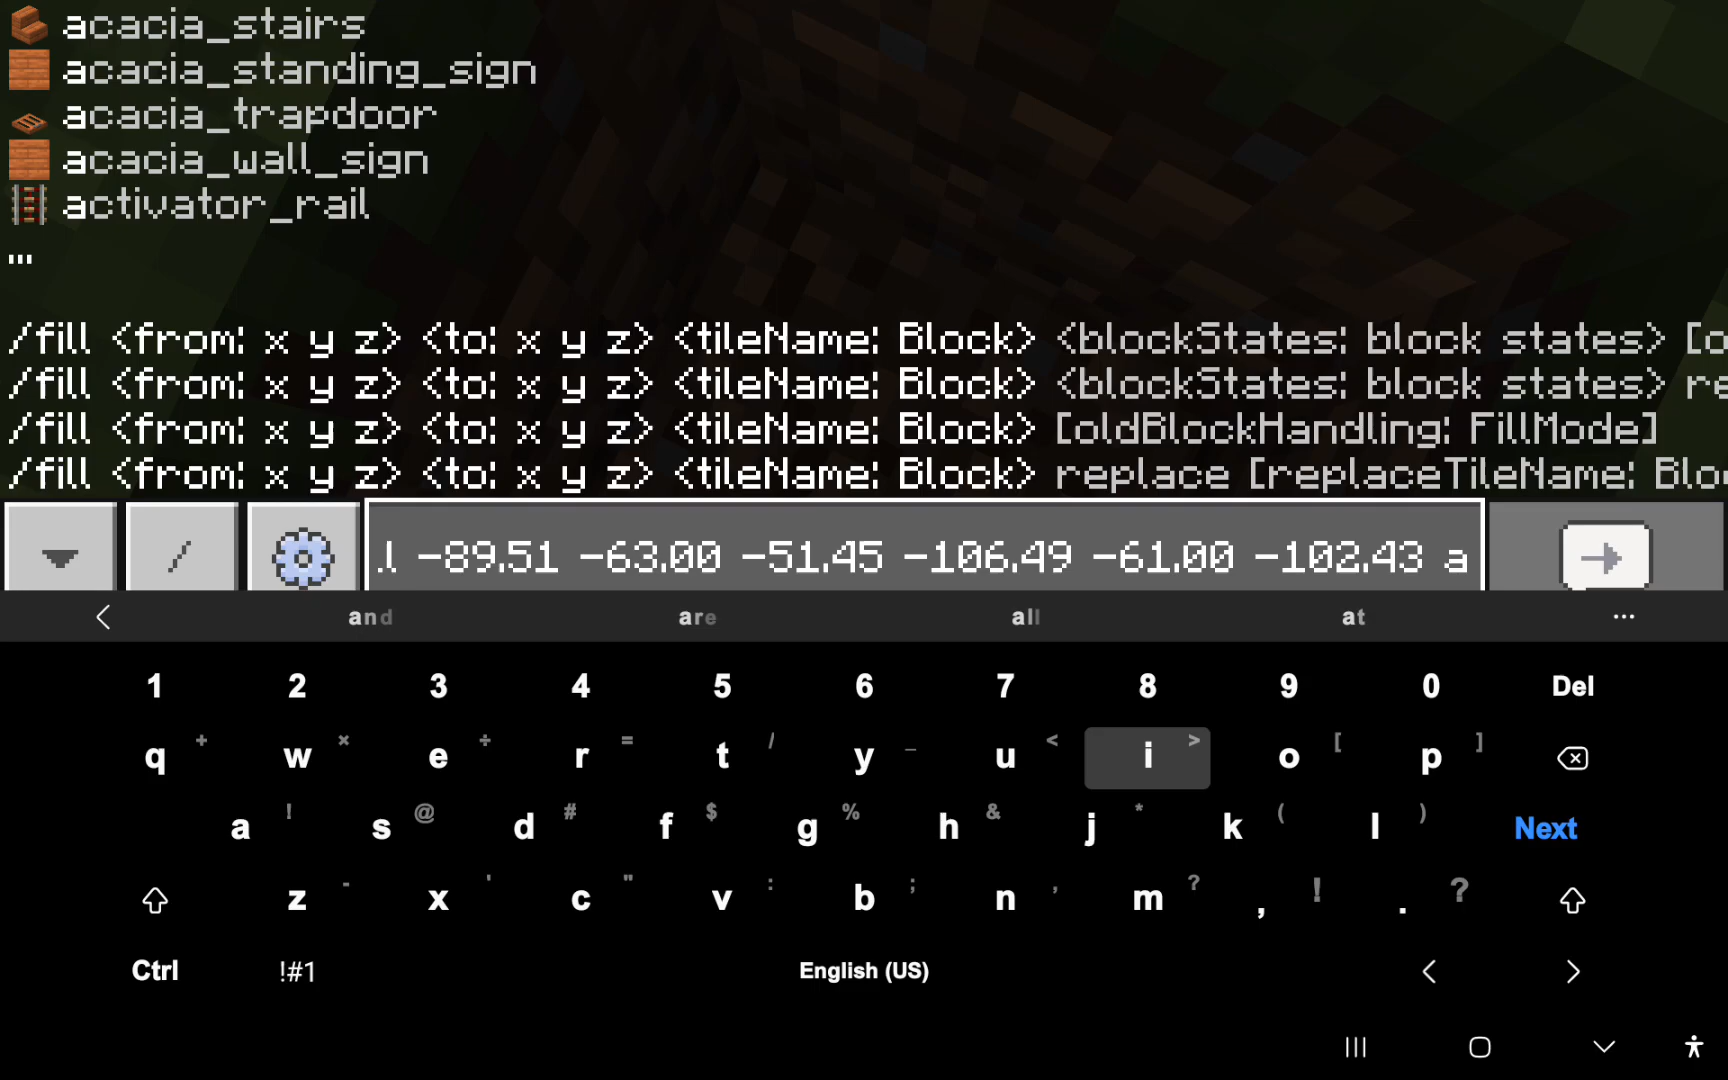 acacia_stairs
acacia_standing_sign
acacia_trapdoor
acacia_wall_sign
activator_rail
...
/fill <from: x y z> <to: x y z> <tileName: Block> <blockStates: block states> [o
/fill <from: x y z> <to: x y z> <tileName: Block> <blockStates: block states> re
/fill <from: x y z> <to: x y z> <tileName: Block> [oldBlockHandling: FillMode]
/fill <from: x y z> <to: x y z> <tileName: Block> replace [replaceTileName: Blo
/ .l -89.51 -63.00 -51.45 -106.49 -61.00 -102.43 a
and are all at ...
1 2 3 4 5 6 7 8 9 0 Del
q + w × e ÷ r = t / y _ u < i > o [ p ]
a ! s @ d # f $ g % h & j * k ( l ) Next
z - x ' c " v : b ; n , m ? , ! . ?
Ctrl !#1 English (US) < >